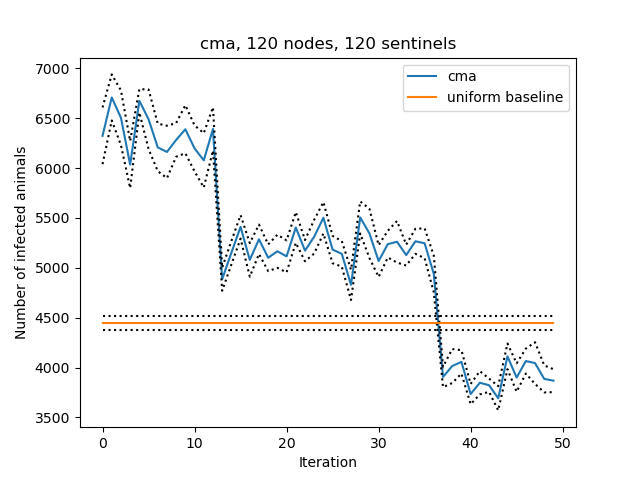 cma, 120 nodes, 120 sentinels
cma
uniform baseline
7000
6500
6000
5500
5000
4500
4000
3500
Number of infected animals
0 10 20 30 40 50
Iteration